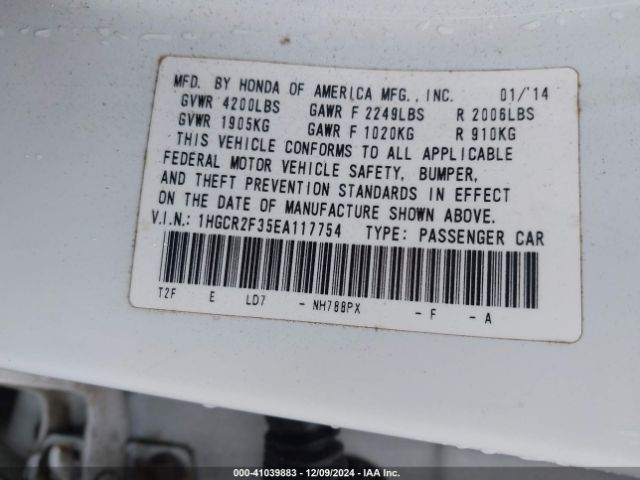 MFD. BY HONDA OF AMERICA MFG., INC. 01/'14
GVWR 4200LBS GAWR F 2249LBS R 2006LBS
GVWR 1905KG GAWR F 1020KG R 910KG
THIS VEHICLE CONFORMS TO ALL APPLICABLE
FEDERAL MOTOR VEHICLE SAFETY, BUMPER,
AND THEFT PREVENTION STANDARDS IN EFFECT
ON THE DATE OF MANUFACTURE SHOWN ABOVE.
V.I.N.: 1HGCR2F35EA117754 TYPE: PASSENGER CAR
T2F E LD7 - NH788PX - F - A
000-41039883 - 12/09/2024 - IAA Inc.